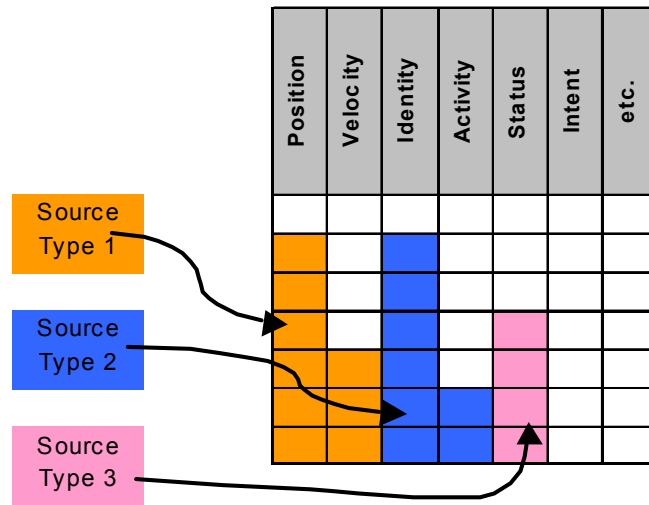 Position
Velocity
Identity
Activity
Status
Intent
etc.
Source
Type 1
Source
Type 2
Source
Type 3